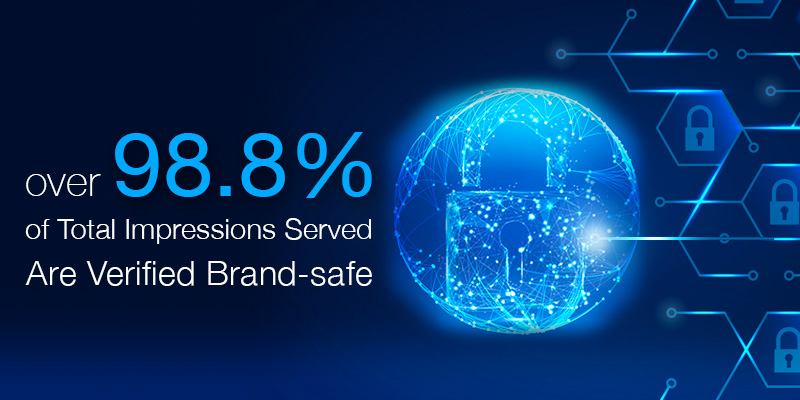 over 98.8%
of Total Impressions Served
Are Verified Brand-safe